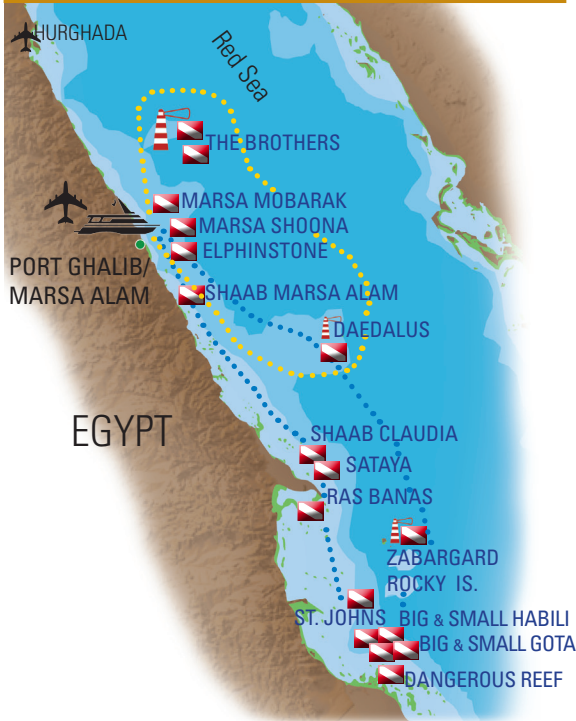 HURGHADA
Red Sea
THE BROTHERS
MARSA MOBARAK
MARSA SHOONA
ELPHINSTONE
PORT GHALIB/
MARSA ALAM
SHAAB MARSA ALAM
DAEDALUS
EGYPT
SHAAB CLAUDIA
SATAYA
RAS BANAS
ZABARGARD
ROCKY IS.
ST. JOHNS
BIG & SMALL HABILI
BIG & SMALL GOTA
DANGEROUS REEF